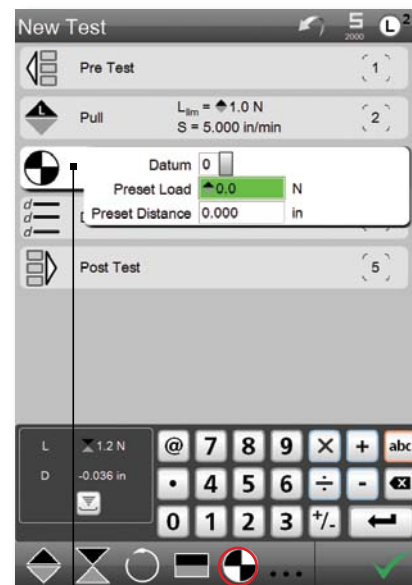 New Test
S
2000
L 2
Pre Test
1
L
Pull
Llim = 1.0 N
S = 5.000 in/min
2
Datum 0
Preset Load 0.0 N
Preset Distance 0.000 in
d
d
d
Post Test
5
L 1.2 N
D -0.036 in
@ 7 8 9 × + abc
• 4 5 6 ÷ -
0 1 2 3 +/-
...